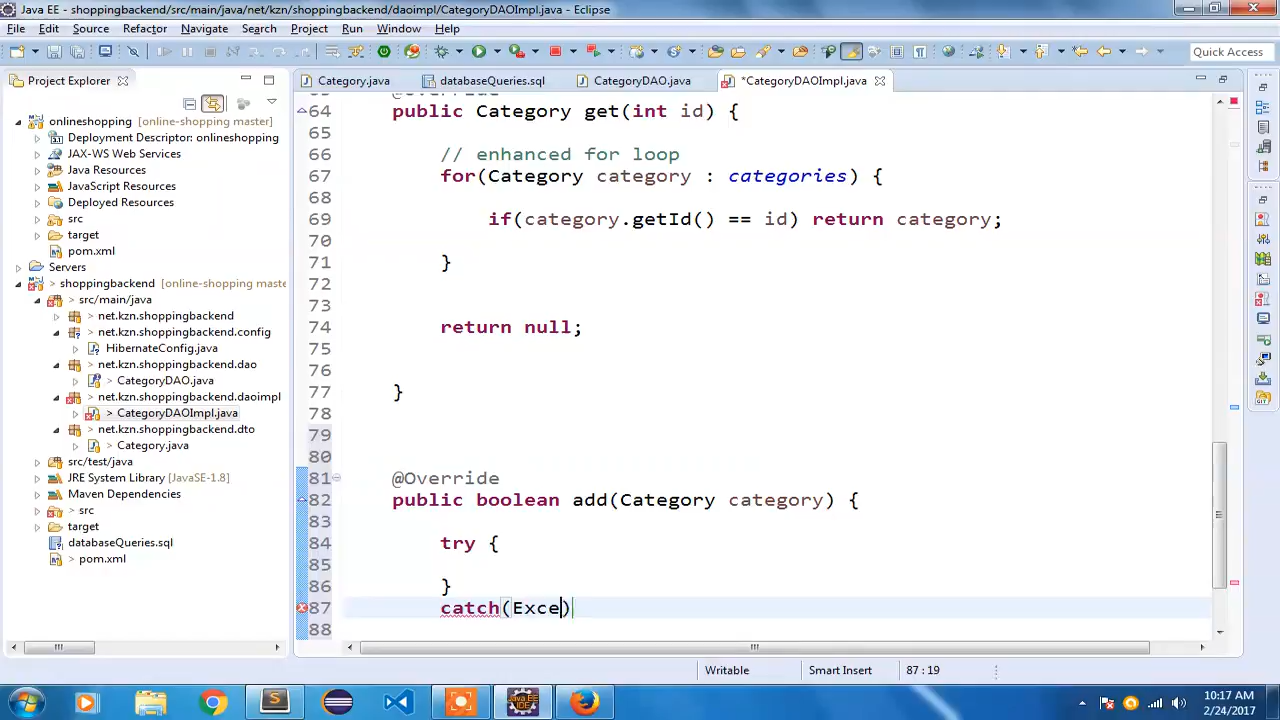 Java EE - shoppingbackend/src/main/java/net/kzn/shoppingbackend/daoimpl/CategoryDAOImpl.java - Eclipse
File Edit Source Refactor Navigate Search Project Run Window Help
Quick Access
Project Explorer
Category.java
databaseQueries.sql
CategoryDAO.java
*CategoryDAOImpl.java
onlineshopping [online-shopping master]
Deployment Descriptor: onlineshopping
JAX-WS Web Services
Java Resources
JavaScript Resources
Deployed Resources
src
target
pom.xml
Servers
> shoppingbackend [online-shopping maste
> src/main/java
> net.kzn.shoppingbackend
> net.kzn.shoppingbackend.config
HibernateConfig.java
> net.kzn.shoppingbackend.dao
> CategoryDAO.java
> net.kzn.shoppingbackend.daoimpl
> CategoryDAOImpl.java
> net.kzn.shoppingbackend.dto
> Category.java
src/test/java
JRE System Library [JavaSE-1.8]
Maven Dependencies
> src
target
databaseQueries.sql
> pom.xml
@Override
64 public Category get(int id) {
65
66 // enhanced for loop
67 for(Category category : categories) {
68
69 if(category.getId() == id) return category;
70
71 }
72
73
74 return null;
75
76
77 }
78
79
80
81 @Override
82 public boolean add(Category category) {
83
84 try {
85
86 }
87 catch(Exce)
88
Writable
Smart Insert
87 : 19
Java EE
IDE
10:17 AM
2/24/2017